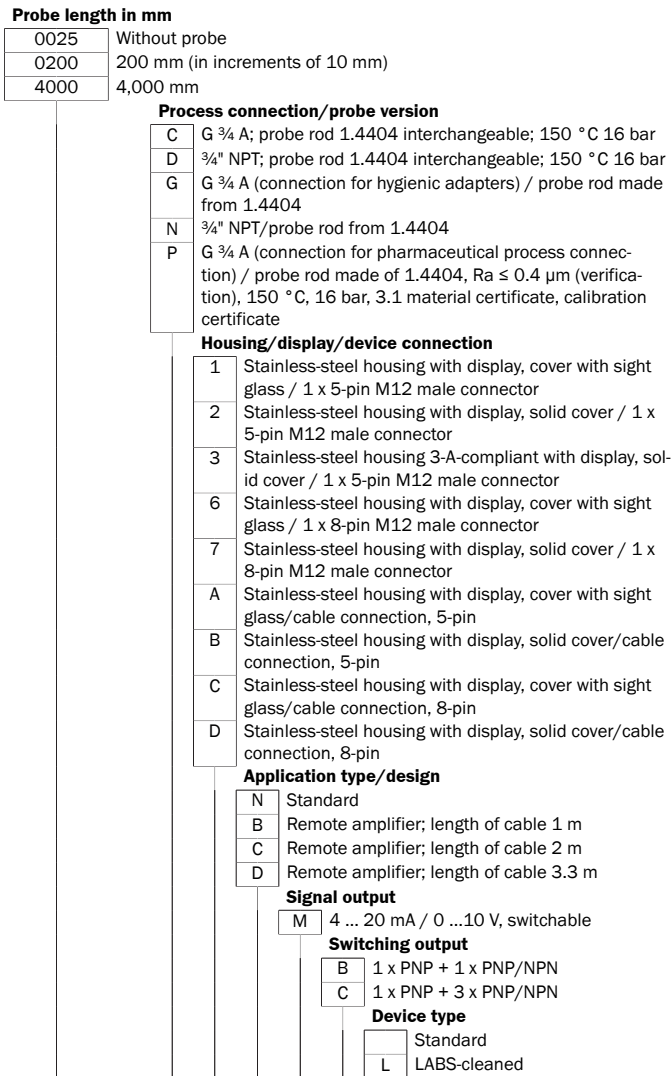 Probe length in mm
0025 Without probe
0200 200 mm (in increments of 10 mm)
4000 4,000 mm
Process connection/probe version
C G ¾ A; probe rod 1.4404 interchangeable; 150 °C 16 bar
D ¾" NPT; probe rod 1.4404 interchangeable; 150 °C 16 bar
G G ¾ A (connection for hygienic adapters) / probe rod made
from 1.4404
N ¾" NPT/probe rod from 1.4404
P G ¾ A (connection for pharmaceutical process connec-
tion) / probe rod made of 1.4404, Ra ≤ 0.4 µm (verifica-
tion), 150 °C, 16 bar, 3.1 material certificate, calibration
certificate
Housing/display/device connection
1 Stainless-steel housing with display, cover with sight
glass / 1 x 5-pin M12 male connector
2 Stainless-steel housing with display, solid cover / 1 x
5-pin M12 male connector
3 Stainless-steel housing 3-A-compliant with display, sol-
id cover / 1 x 5-pin M12 male connector
6 Stainless-steel housing with display, cover with sight
glass / 1 x 8-pin M12 male connector
7 Stainless-steel housing with display, solid cover / 1 x
8-pin M12 male connector
A Stainless-steel housing with display, cover with sight
glass/cable connection, 5-pin
B Stainless-steel housing with display, solid cover/cable
connection, 5-pin
C Stainless-steel housing with display, cover with sight
glass/cable connection, 8-pin
D Stainless-steel housing with display, solid cover/cable
connection, 8-pin
Application type/design
N Standard
B Remote amplifier; length of cable 1 m
C Remote amplifier; length of cable 2 m
D Remote amplifier; length of cable 3.3 m
Signal output
M 4 ... 20 mA / 0 ...10 V, switchable
Switching output
B 1 x PNP + 1 x PNP/NPN
C 1 x PNP + 3 x PNP/NPN
Device type
Standard
L LABS-cleaned